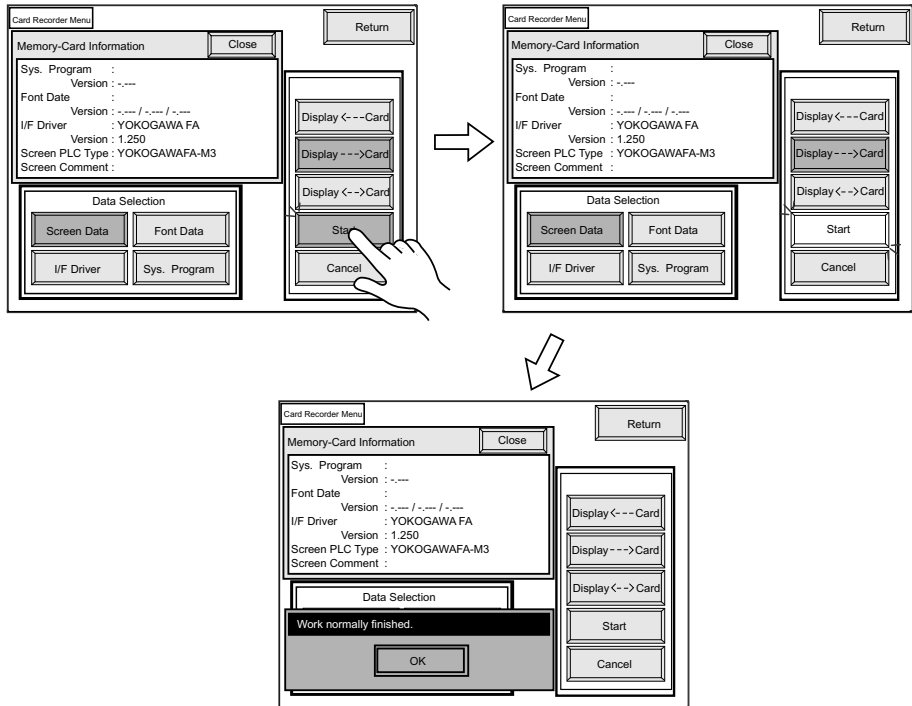 Card Recorder Menu
Return
Memory-Card Information
Close
Sys. Program :
Version : -.---
Font Date :
Version : -.--- / -.--- / -.---
I/F Driver : YOKOGAWA FA
Version : 1.250
Screen PLC Type : YOKOGAWAFA-M3
Screen Comment :
Data Selection
Screen Data
Font Data
I/F Driver
Sys. Program
Display<---Card
Display--->Card
Display<-->Card
Start
Cancel
Card Recorder Menu
Return
Memory-Card Information
Close
Sys. Program :
Version : -.---
Font Date :
Version : -.--- / -.--- / -.---
I/F Driver : YOKOGAWA FA
Version : 1.250
Screen PLC Type : YOKOGAWAFA-M3
Screen Comment :
Data Selection
Screen Data
Font Data
I/F Driver
Sys. Program
Display<---Card
Display--->Card
Display<-->Card
Start
Cancel
Card Recorder Menu
Return
Memory-Card Information
Close
Sys. Program :
Version : -.---
Font Date :
Version : -.--- / -.--- / -.---
I/F Driver : YOKOGAWA FA
Version : 1.250
Screen PLC Type : YOKOGAWAFA-M3
Screen Comment :
Data Selection
Work normally finished.
OK
Display<---Card
Display--->Card
Display<-->Card
Start
Cancel